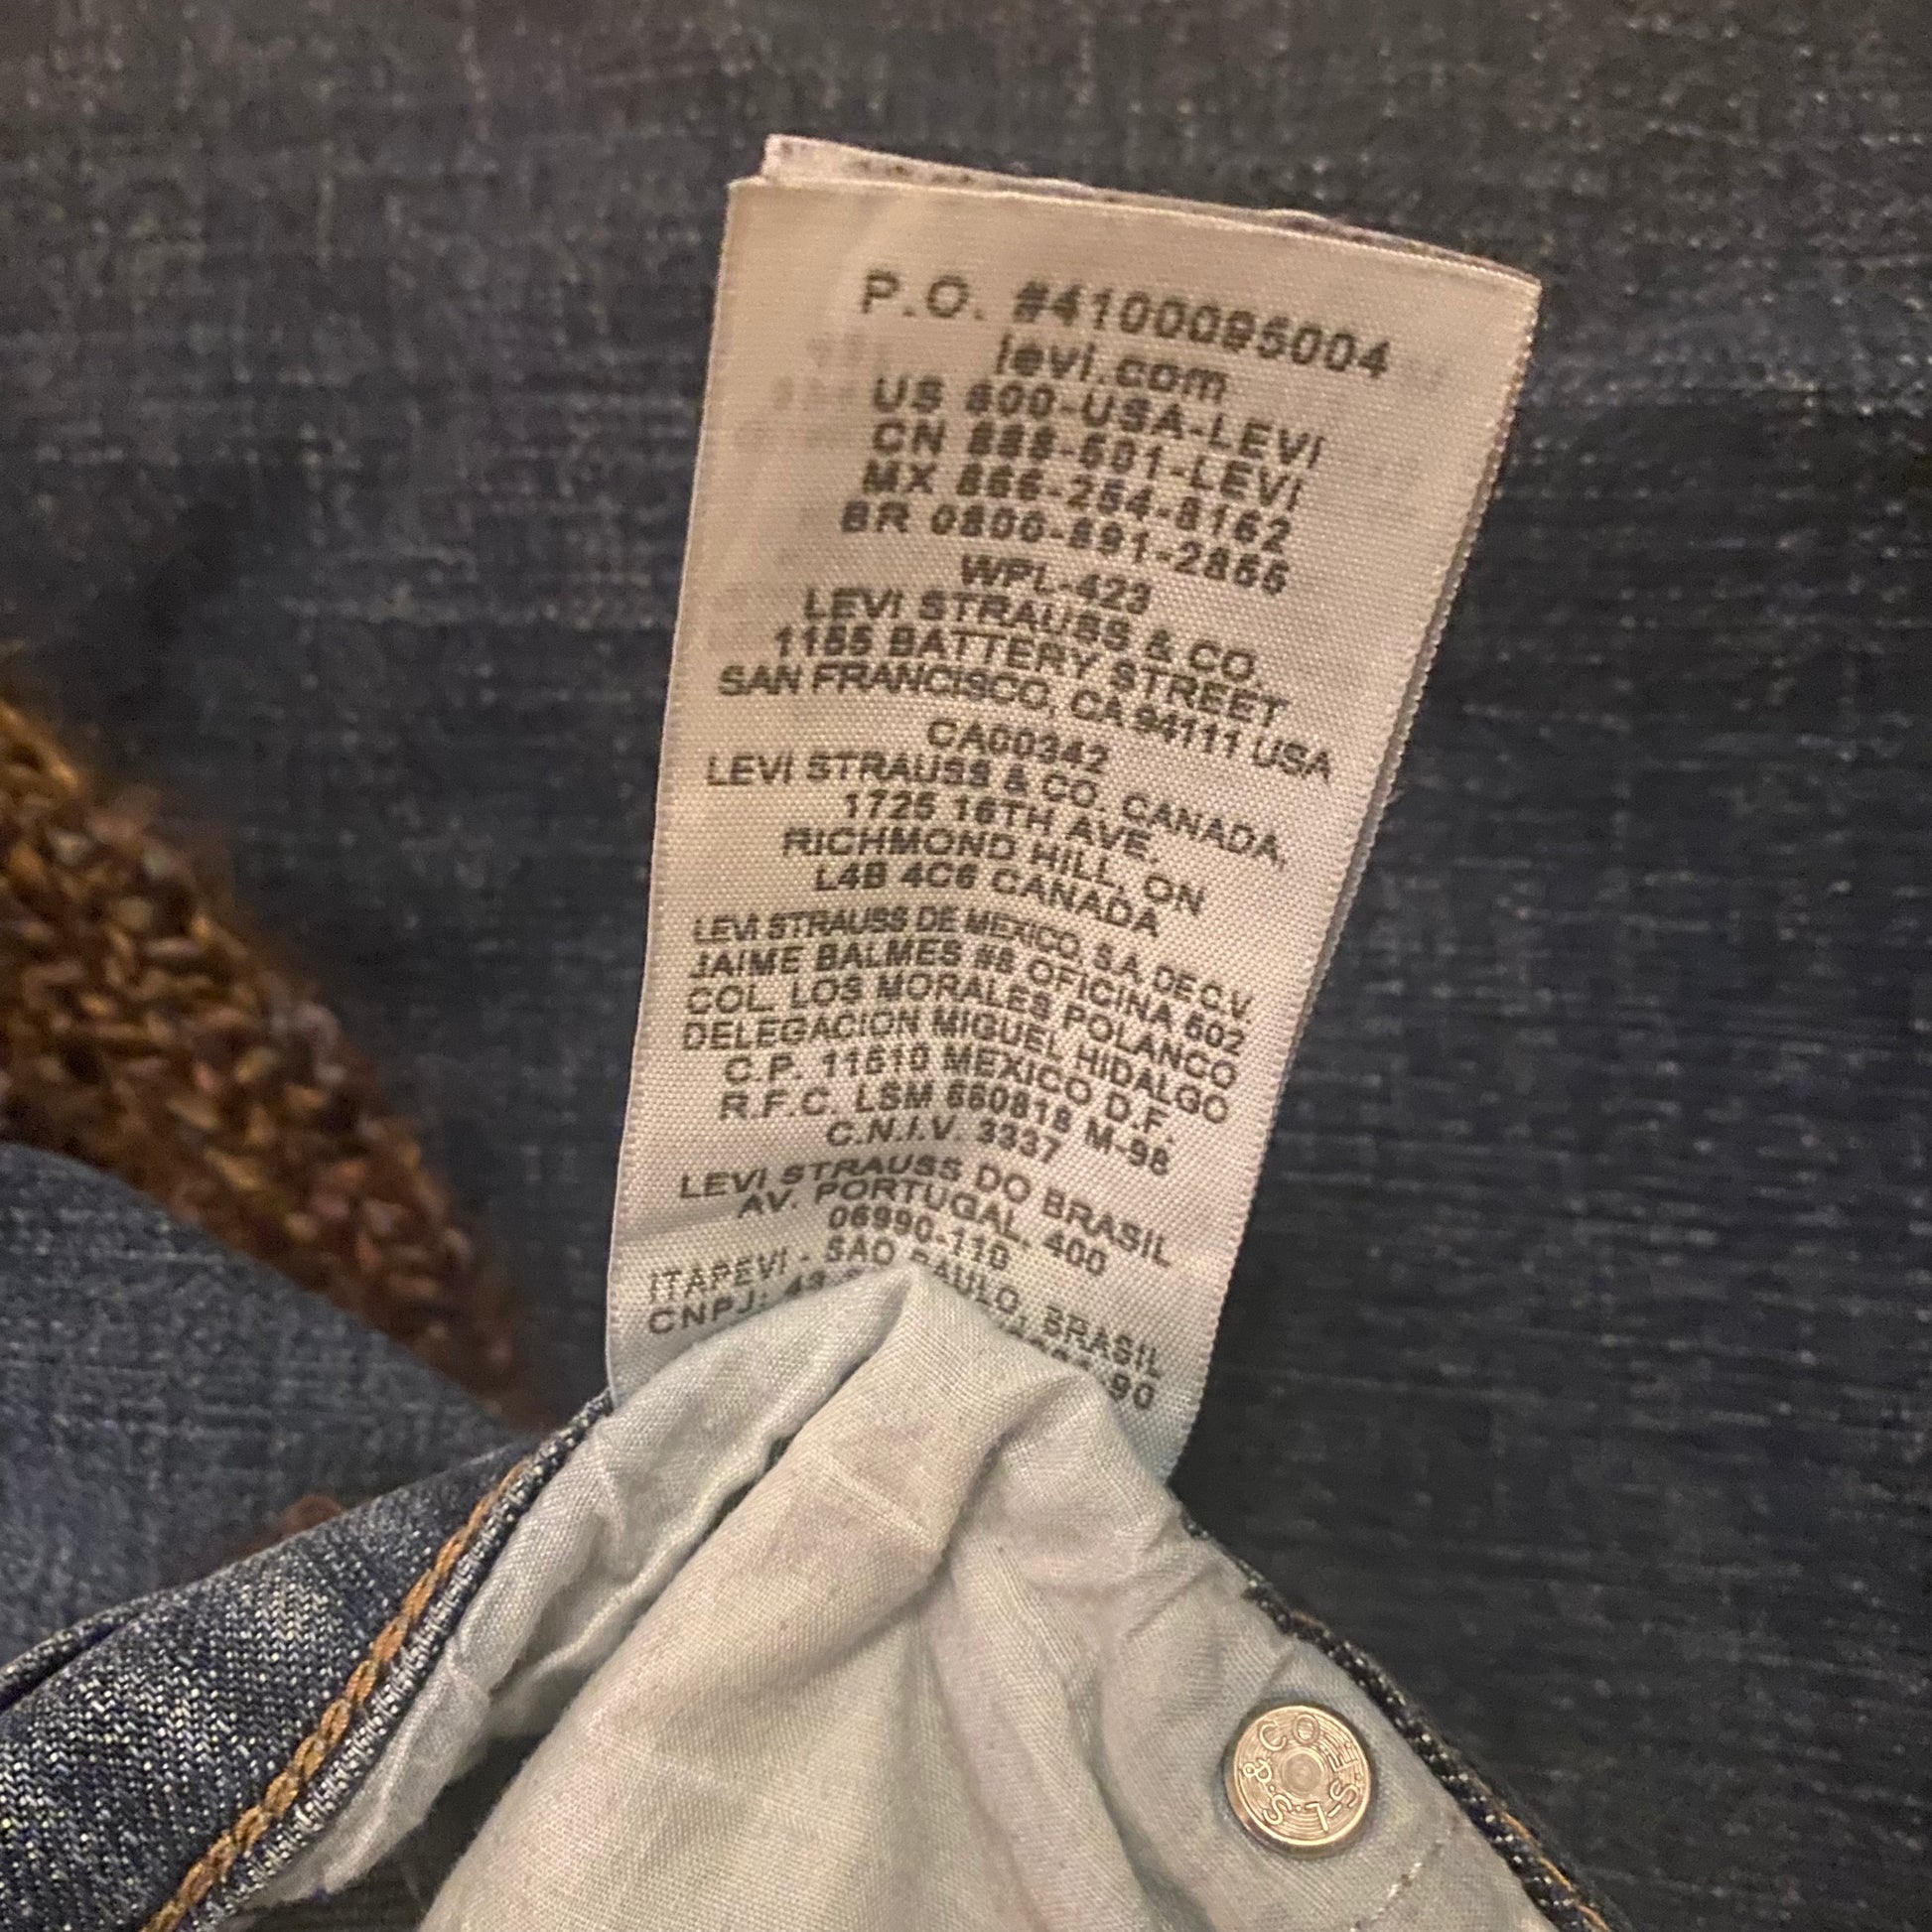 P.O. #4100095004
levi.com
US 800-USA-LEVI
CN 888-501-LEVI
MX 866-254-8162
BR 0800-891-2855
WPL-423
LEVI STRAUSS & CO.
1155 BATTERY STREET
SAN FRANCISCO, CA 94111 USA
CA00342
LEVI STRAUSS & CO. CANADA,
1725 16TH AVE.
RICHMOND HILL, ON
L4B 4C6 CANADA
LEVI STRAUSS DE MEXICO, S.A. DE C.V
JAIME BALMES #8 OFICINA 602
COL. LOS MORALES POLANCO
DELEGACION MIGUEL HIDALGO
C.P. 11510 MEXICO D.F.
R.F.C. LSM 660818 M-98
C.N.I.V. 3337
LEVI STRAUSS DO BRASIL
AV. PORTUGAL, 400
06990-110
ITAPEVI - SAO PAULO, BRASIL
CNPJ:
L.S. & CO S.F.